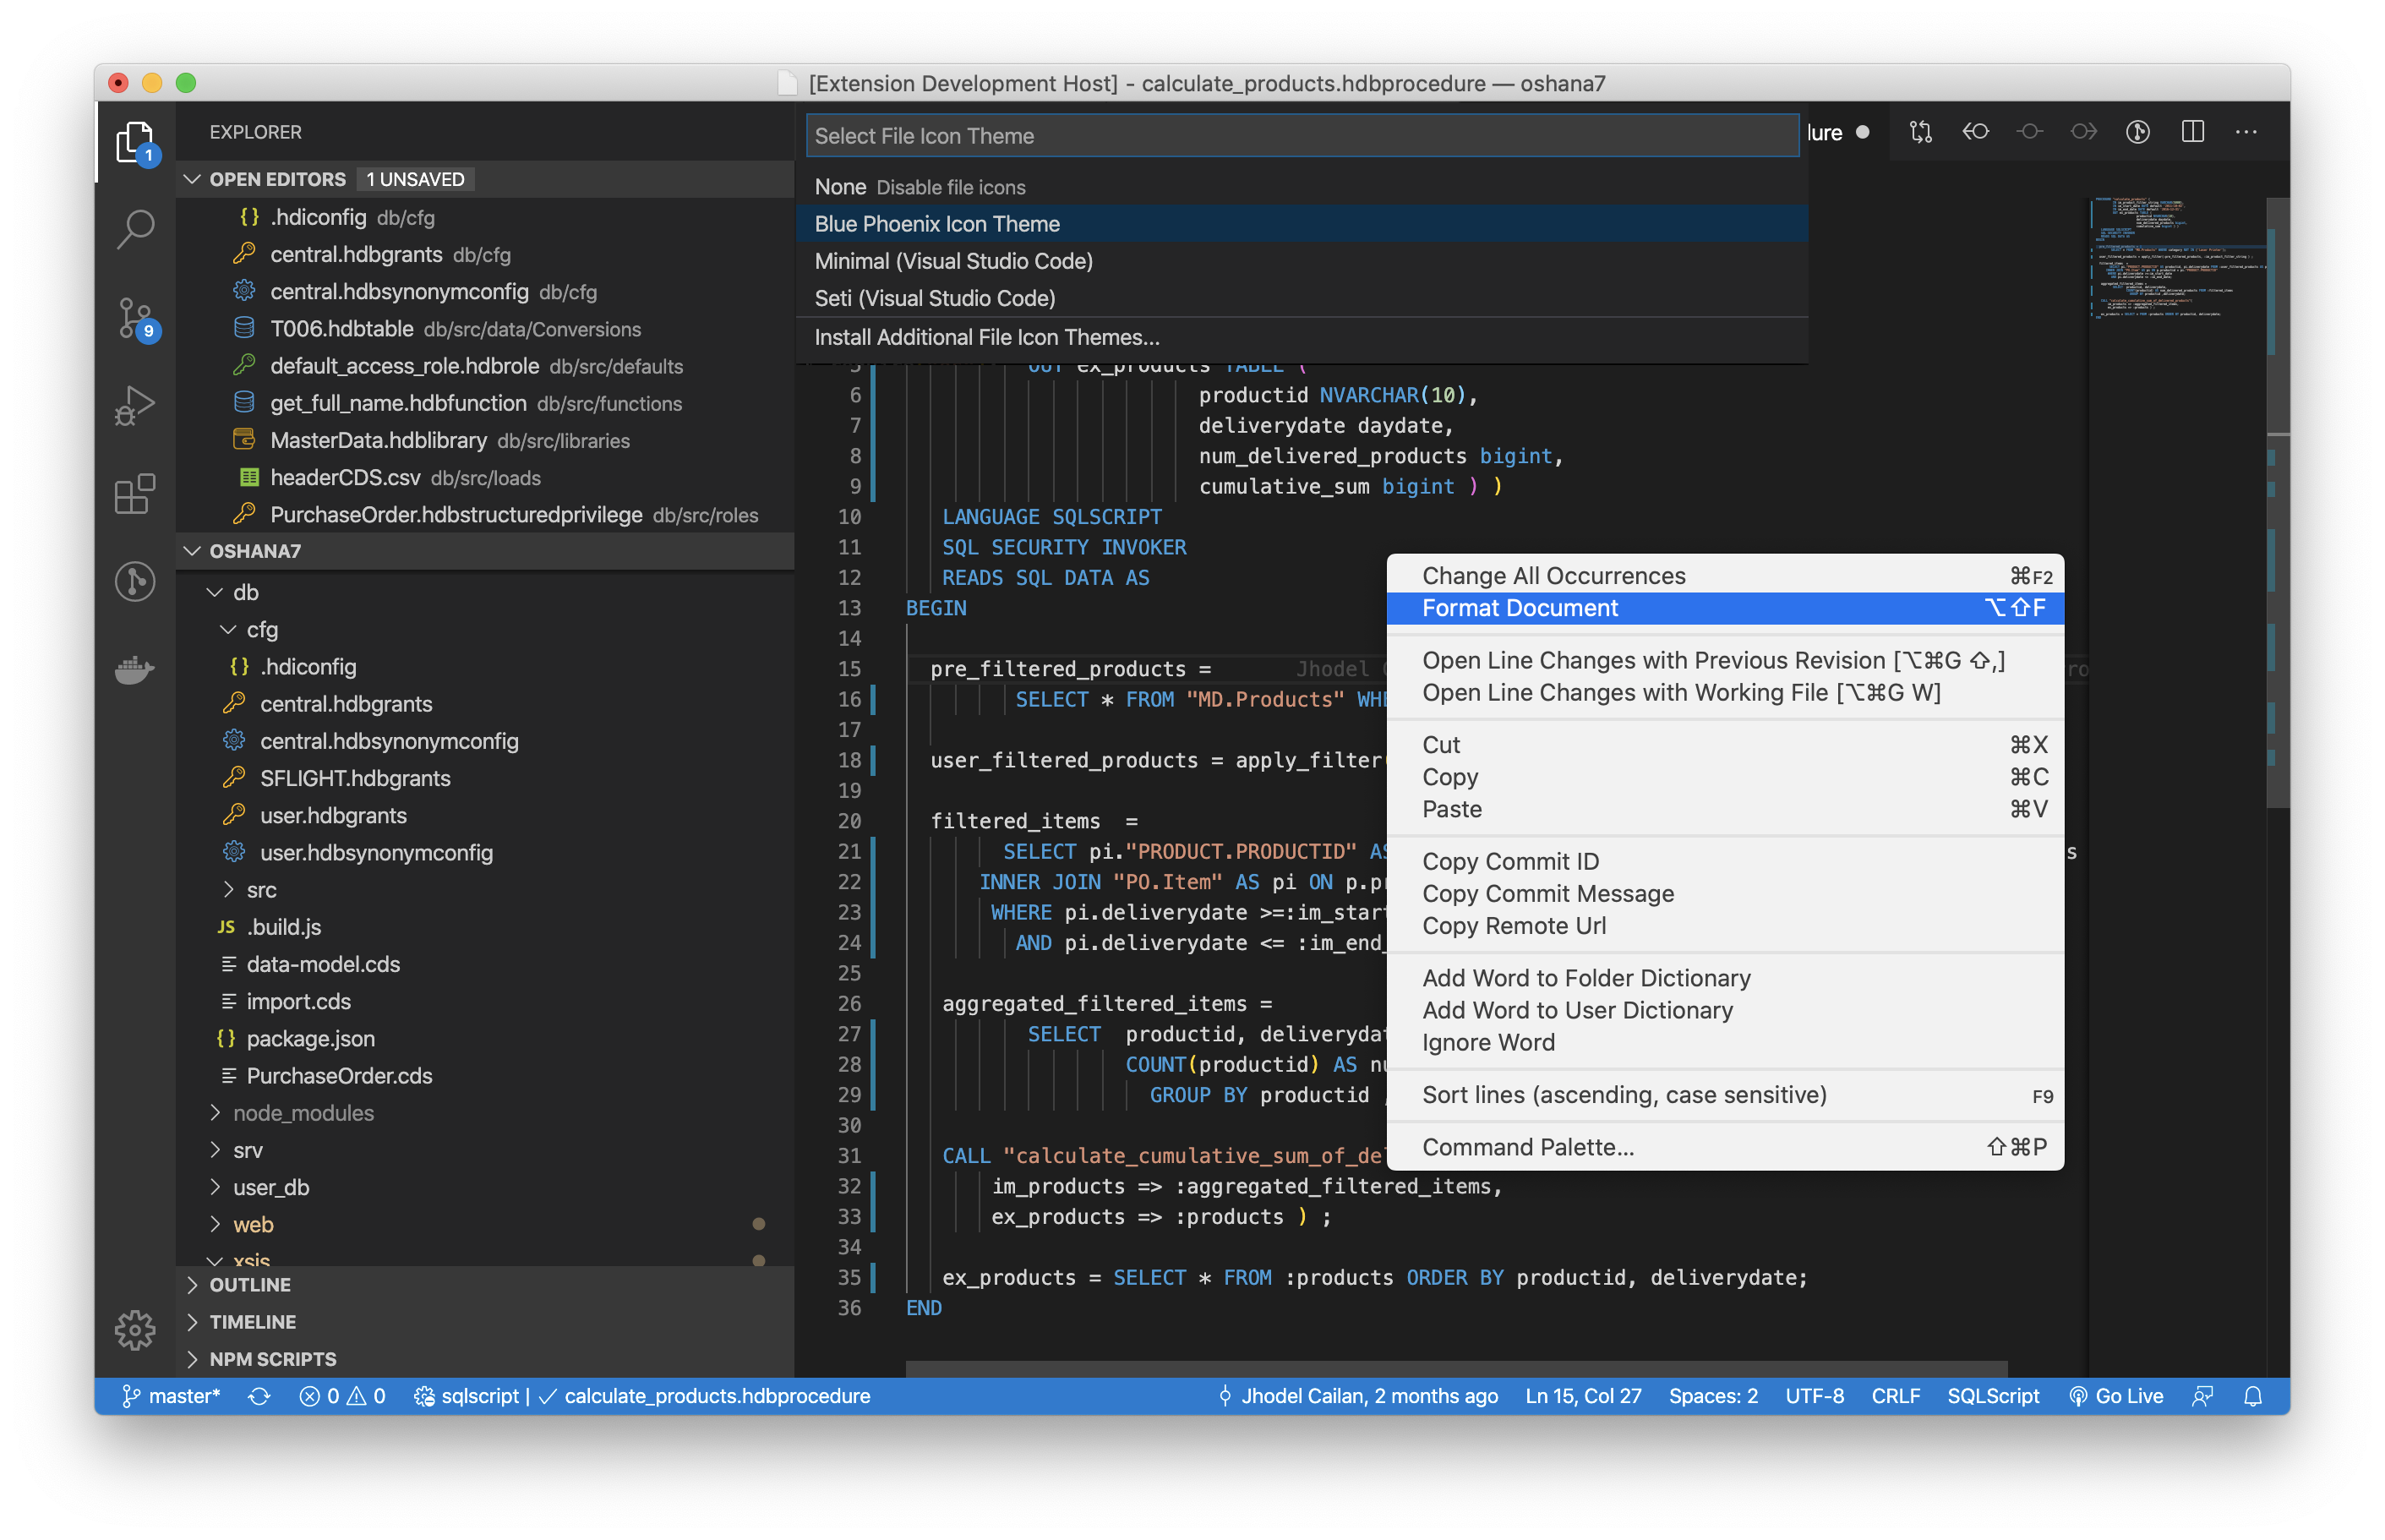 [Extension Development Host] - calculate_products.hdbprocedure — oshana7
EXPLORER
OPEN EDITORS 1 UNSAVED
{ } .hdiconfig db/cfg
central.hdbgrants db/cfg
central.hdbsynonymconfig db/cfg
T006.hdbtable db/src/data/Conversions
default_access_role.hdbrole db/src/defaults
get_full_name.hdbfunction db/src/functions
MasterData.hdblibrary db/src/libraries
headerCDS.csv db/src/loads
PurchaseOrder.hdbstructuredprivilege db/src/roles
OSHANA7
db
cfg
{ } .hdiconfig
central.hdbgrants
central.hdbsynonymconfig
SFLIGHT.hdbgrants
user.hdbgrants
user.hdbsynonymconfig
src
JS .build.js
data-model.cds
import.cds
{ } package.json
PurchaseOrder.cds
node_modules
srv
user_db
web
xsjs
OUTLINE
TIMELINE
NPM SCRIPTS
1
9
Select File Icon Theme
None Disable file icons
Blue Phoenix Icon Theme
Minimal (Visual Studio Code)
Seti (Visual Studio Code)
Install Additional File Icon Themes...
lure
5 OUT ex_products TABLE (
6 productid NVARCHAR(10),
7 deliverydate daydate,
8 num_delivered_products bigint,
9 cumulative_sum bigint ) )
10 LANGUAGE SQLSCRIPT
11 SQL SECURITY INVOKER
12 READS SQL DATA AS
13 BEGIN
14
15 pre_filtered_products = Jhodel
16 SELECT * FROM "MD.Products" WHE
17
18 user_filtered_products = apply_filter(
19
20 filtered_items =
21 SELECT pi."PRODUCT.PRODUCTID" AS
22 INNER JOIN "PO.Item" AS pi ON p.pr
23 WHERE pi.deliverydate >=:im_start
24 AND pi.deliverydate <= :im_end_
25
26 aggregated_filtered_items =
27 SELECT productid, deliverydat
28 COUNT(productid) AS nu
29 GROUP BY productid ,
30
31 CALL "calculate_cumulative_sum_of_del
32 im_products => :aggregated_filtered_items,
33 ex_products => :products ) ;
34
35 ex_products = SELECT * FROM :products ORDER BY productid, deliverydate;
36 END
ro
s
Change All Occurrences ⌘F2
Format Document ⌥⇧F
Open Line Changes with Previous Revision [⌥⌘G ⇧,]
Open Line Changes with Working File [⌥⌘G W]
Cut ⌘X
Copy ⌘C
Paste ⌘V
Copy Commit ID
Copy Commit Message
Copy Remote Url
Add Word to Folder Dictionary
Add Word to User Dictionary
Ignore Word
Sort lines (ascending, case sensitive) F9
Command Palette... ⇧⌘P
master* 0 0 sqlscript | ✓ calculate_products.hdbprocedure Jhodel Cailan, 2 months ago Ln 15, Col 27 Spaces: 2 UTF-8 CRLF SQLScript Go Live